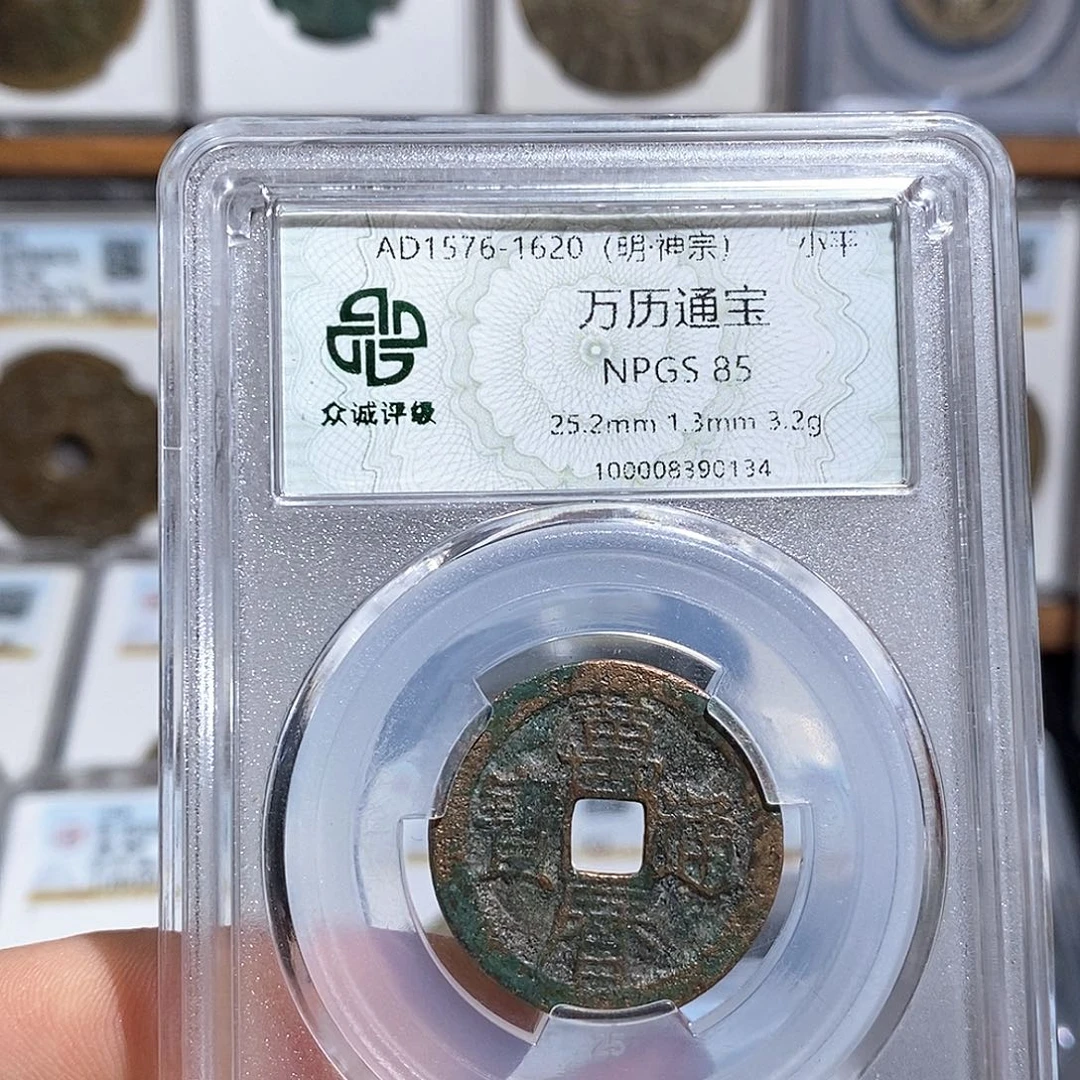 AD1576-1620 (明·神宗) 小平
万历通宝
NPGS 85
众诚评级
25.2mm 1.3mm 3.2g
100008390134
萬曆通寶